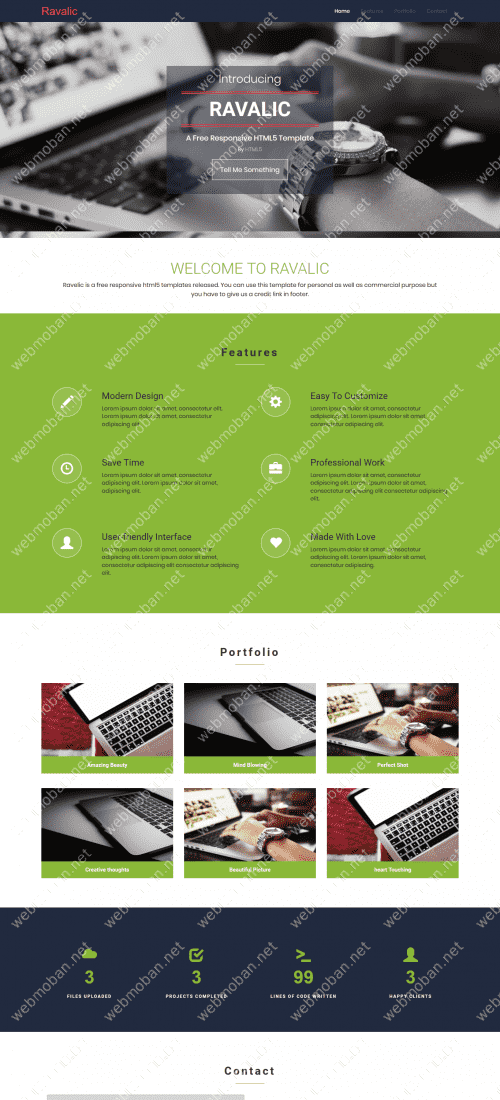 Ravalic
Home Features Portfolio Contact
Introducing
RAVALIC
A Free Responsive HTML5 Template
By HTML5
Tell Me Something
WELCOME TO RAVALIC
Ravalic is a free responsive html5 templates released. You can use this template for personal as well as commercial purpose but
you have to give us a credit link in footer.
Features
Modern Design
Lorem ipsum dolor sit amet, consectetur elit.
Lorem ipsum dolor sit amet, consectetur
adipiscing elit.
Easy To Customize
Lorem ipsum dolor sit amet, consectetur
adipiscing elit. Lorem ipsum dolor sit amet,
consectetur adipiscing elit.
Save Time
Lorem ipsum dolor sit amet, consectetur
adipiscing elit. Lorem ipsum dolor sit amet,
adipiscing elit.
Professional Work
Lorem ipsum dolor sit amet, consectetur
adipiscing elit. Lorem ipsum dolor sit amet,
consectetur adipiscing elit consectetur adipiscing
elit.
User-friendly Interface
Lorem ipsum dolor sit amet, consectetur
adipiscing elit. Lorem ipsum dolor sit amet,
consectetur adipiscing elit consectetur adipiscing
elit.
Made With Love
Lorem ipsum dolor sit amet, consectetur
adipiscing elit. Lorem ipsum dolor sit amet,
consectetur adipiscing.
Portfolio
Amazing Beauty
Mind Blowing
Perfect Shot
Creative thoughts
Beautiful Picture
heart Touching
3 3 99 3
FILES UPLOADED PROJECTS COMPLETED LINES OF CODE WRITTEN HAPPY CLIENTS
Contact
webmoban.net